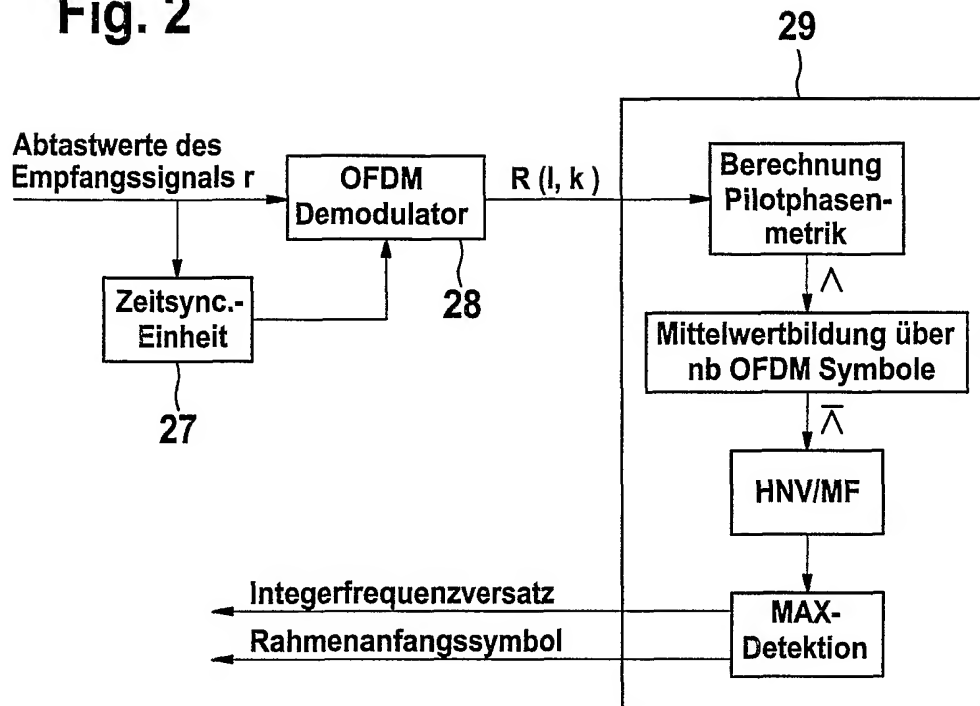 Fig. 2
29
Abtastwerte des
Empfangssignals r
OFDM
Demodulator
28
R (l, k )
Zeitsync.-
Einheit
27
Berechnung
Pilotphasen-
metrik
Λ
Mittelwertbildung über
nb OFDM Symbole
Λ̅
HNV/MF
MAX-
Detektion
Integerfrequenzversatz
Rahmenanfangssymbol